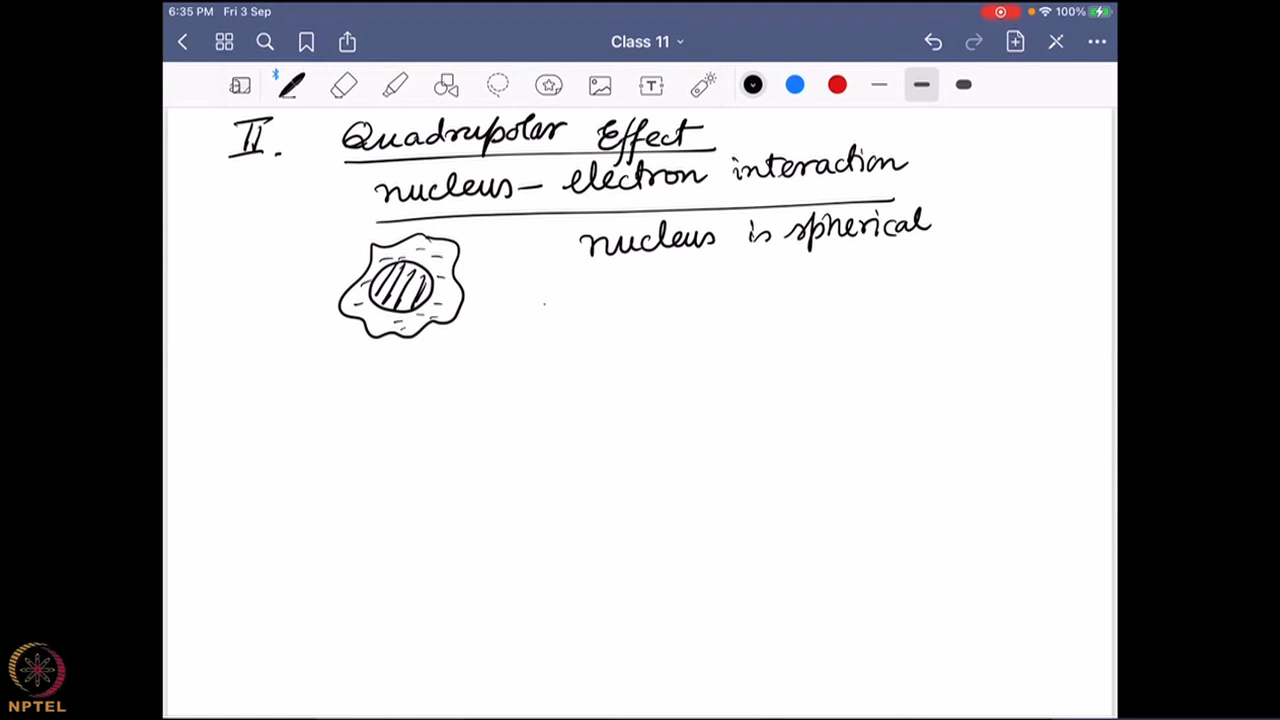 6:35 PM Fri 3 Sep 100%
Class 11
T
II. Quadrupolar Effect
nucleus – electron interaction
nucleus is spherical
NPTEL